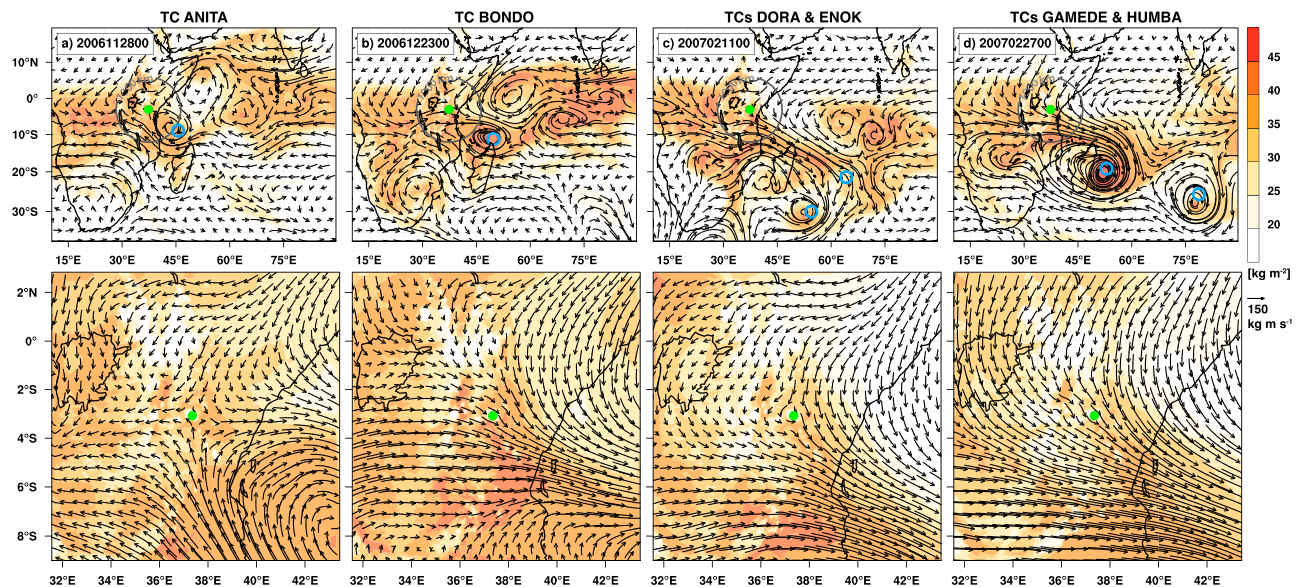 TC ANITA
TC BONDO
TCs DORA & ENOK
TCs GAMEDE & HUMBA
a) 2006112800
b) 2006122300
c) 2007021100
d) 2007022700
10°N
0°
10°S
20°S
30°S
15°E 30°E 45°E 60°E 75°E
15°E 30°E 45°E 60°E 75°E
15°E 30°E 45°E 60°E 75°E
15°E 30°E 45°E 60°E 75°E
45
40
35
30
25
20
[kg m-2]
150
kg m s-1
2°N
0°
2°S
4°S
6°S
8°S
32°E 34°E 36°E 38°E 40°E 42°E
32°E 34°E 36°E 38°E 40°E 42°E
32°E 34°E 36°E 38°E 40°E 42°E
32°E 34°E 36°E 38°E 40°E 42°E